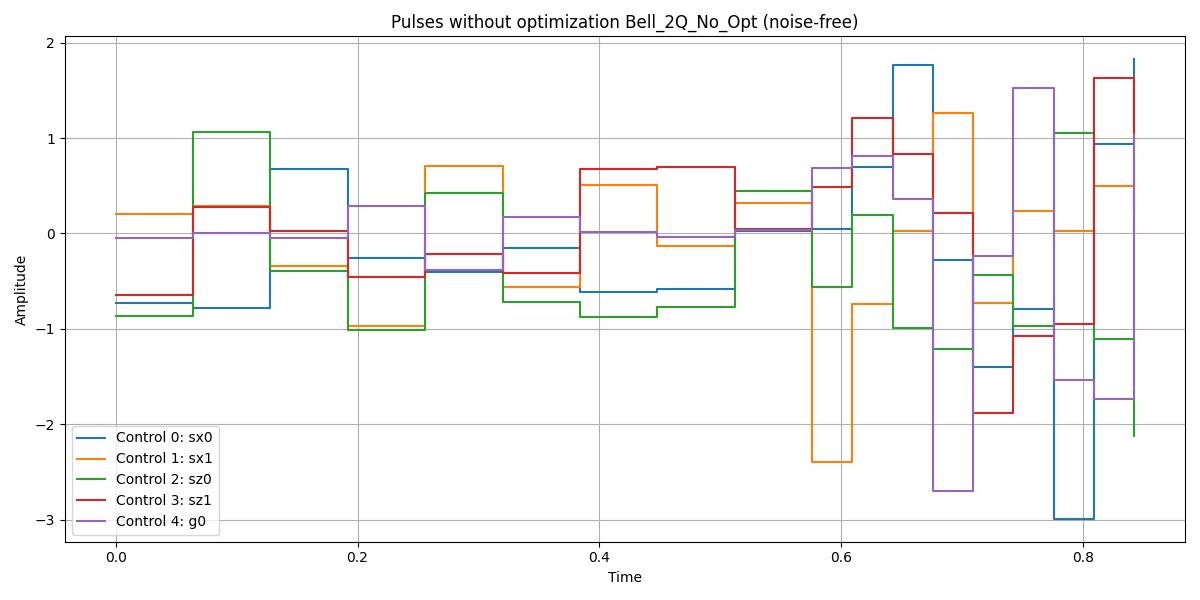 Pulses without optimization Bell_2Q_No_Opt (noise-free)
2
1
0
−1
−2
−3
Amplitude
Control 0: sx0
Control 1: sx1
Control 2: sz0
Control 3: sz1
Control 4: g0
0.0 0.2 0.4 0.6 0.8
Time